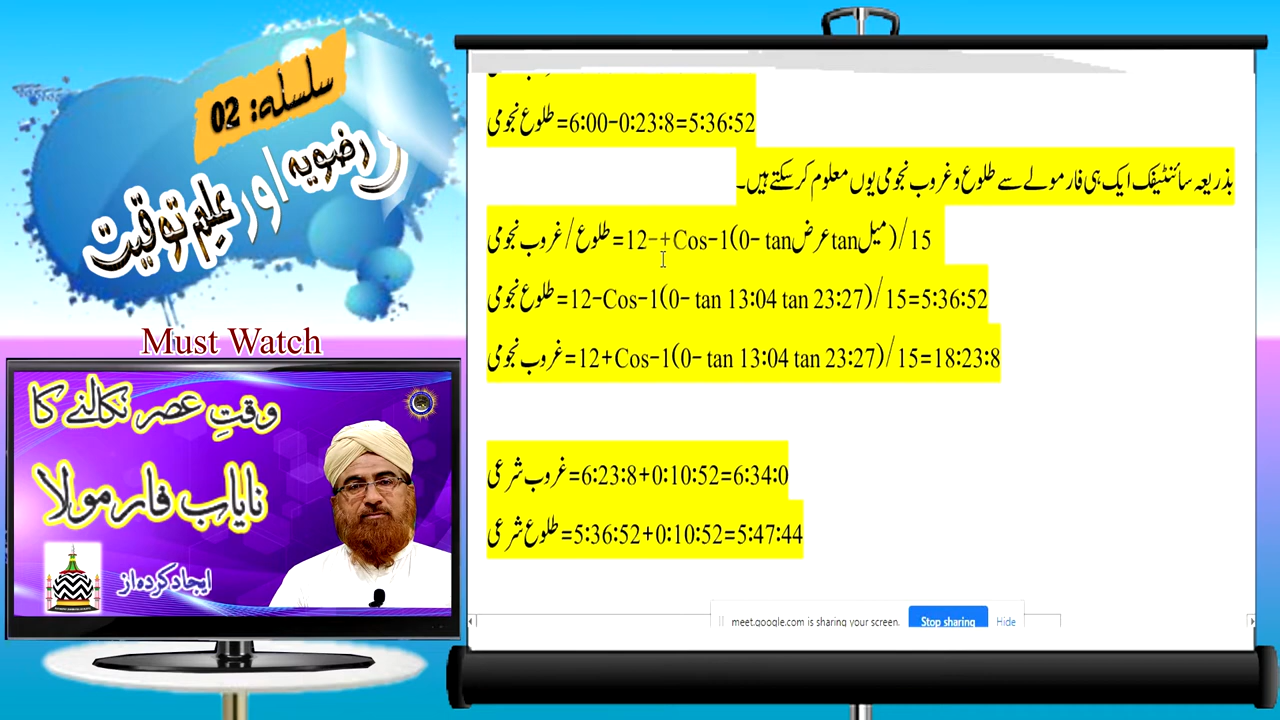 سلسلہ: 02
رضویہ اور
علمِ توقیت
Must Watch
وقتِ عصر نکالنے کا
نایاب فارمولا
ایجاد کردہ از
طلوع نجومی=6:00-0:23:8=5:36:52
بذریعہ سائنٹیفک ایک ہی فارمولے سے طلوع و غروب نجومی یوں معلوم کر سکتے ہیں۔
طلوع/غروب نجومی=12-+Cos-1(0- tanعرض tanمیل)/15
طلوع نجومی=12-Cos-1(0- tan 13:04 tan 23:27)/15=5:36:52
غروب نجومی=12+Cos-1(0- tan 13:04 tan 23:27)/15=18:23:8
غروب شرعی=6:23:8+0:10:52=6:34:0
طلوع شرعی=5:36:52+0:10:52=5:47:44
meet.google.com is sharing your screen. Stop sharing Hide